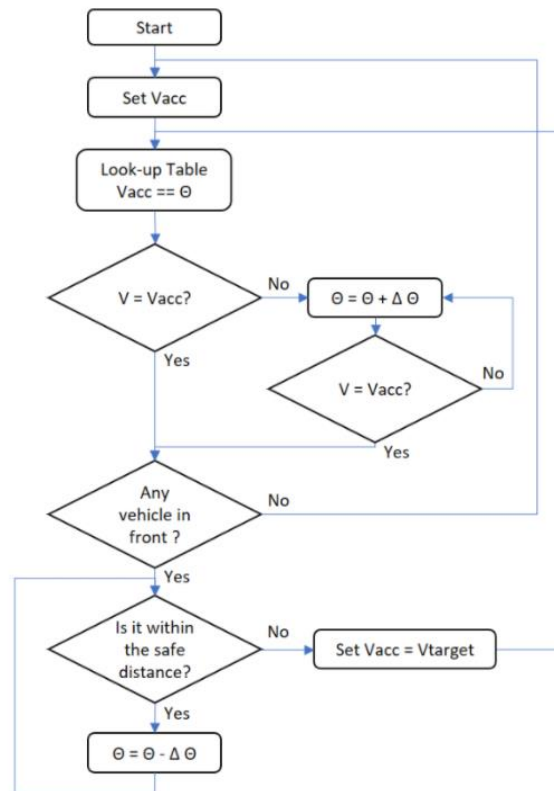 Start
Set Vacc
Look-up Table
Vacc == Θ
V = Vacc?
No
Θ = Θ + Δ Θ
Yes
V = Vacc?
No
Yes
Any
vehicle in
front ?
No
Yes
Is it within
the safe
distance?
No
Set Vacc = Vtarget
Yes
Θ = Θ - Δ Θ